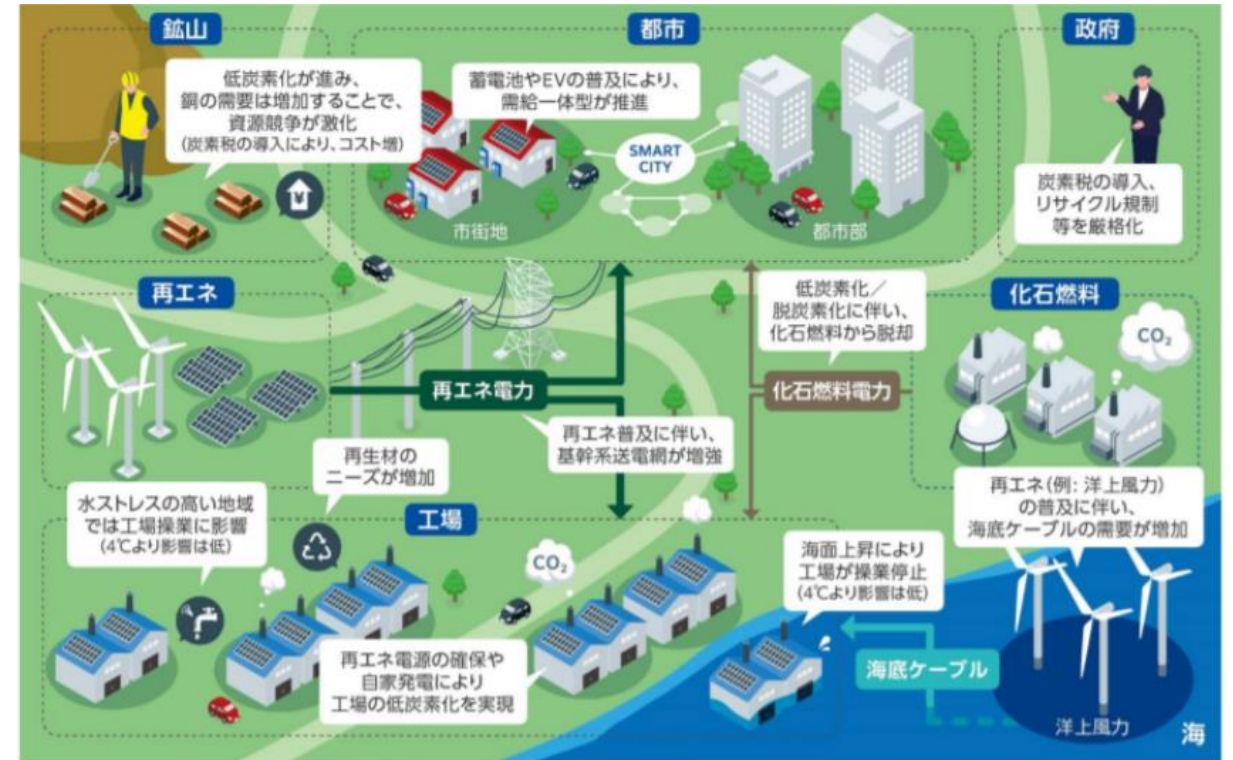 鉱山
低炭素化が進み、
銅の需要は増加することで、
資源競争が激化
(炭素税の導入により、コスト増)
¥
都市
蓄電池やEVの普及により、
需給一体型が推進
SMART
CITY
市街地
都市部
政府
炭素税の導入、
リサイクル規制
等を厳格化
再エネ
再エネ電力
再エネ普及に伴い、
基幹系送電網が増強
低炭素化／
脱炭素化に伴い、
化石燃料から脱却
化石燃料電力
化石燃料
CO₂
再生材の
ニーズが増加
水ストレスの高い地域
では工場操業に影響
(4℃より影響は低)
工場
CO₂
再エネ電源の確保や
自家発電により
工場の低炭素化を実現
海面上昇により
工場が操業停止
(4℃より影響は低)
再エネ(例: 洋上風力)
の普及に伴い、
海底ケーブルの需要が増加
海底ケーブル
洋上風力
海